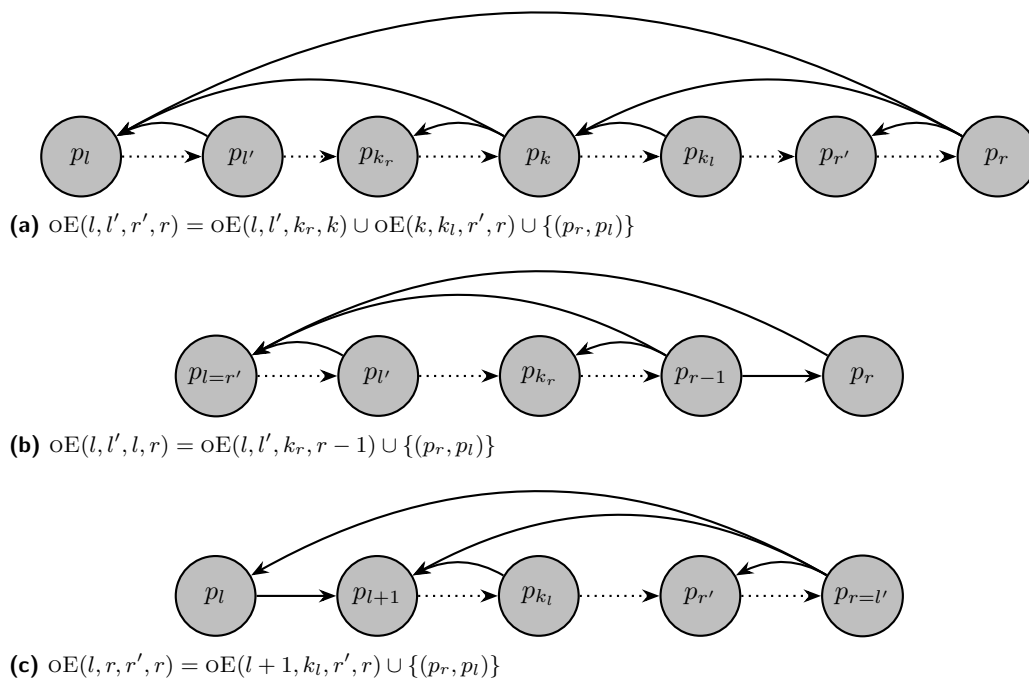 p_l p_{l'} p_{k_r} p_k p_{k_l} p_{r'} p_r
(a) oE(l, l', r', r) = oE(l, l', k_r, k) ∪ oE(k, k_l, r', r) ∪ {(p_r, p_l)}
p_{l=r'} p_{l'} p_{k_r} p_{r−1} p_r
(b) oE(l, l', l, r) = oE(l, l', k_r, r − 1) ∪ {(p_r, p_l)}
p_l p_{l+1} p_{k_l} p_{r'} p_{r=l'}
(c) oE(l, r, r', r) = oE(l + 1, k_l, r', r) ∪ {(p_r, p_l)}